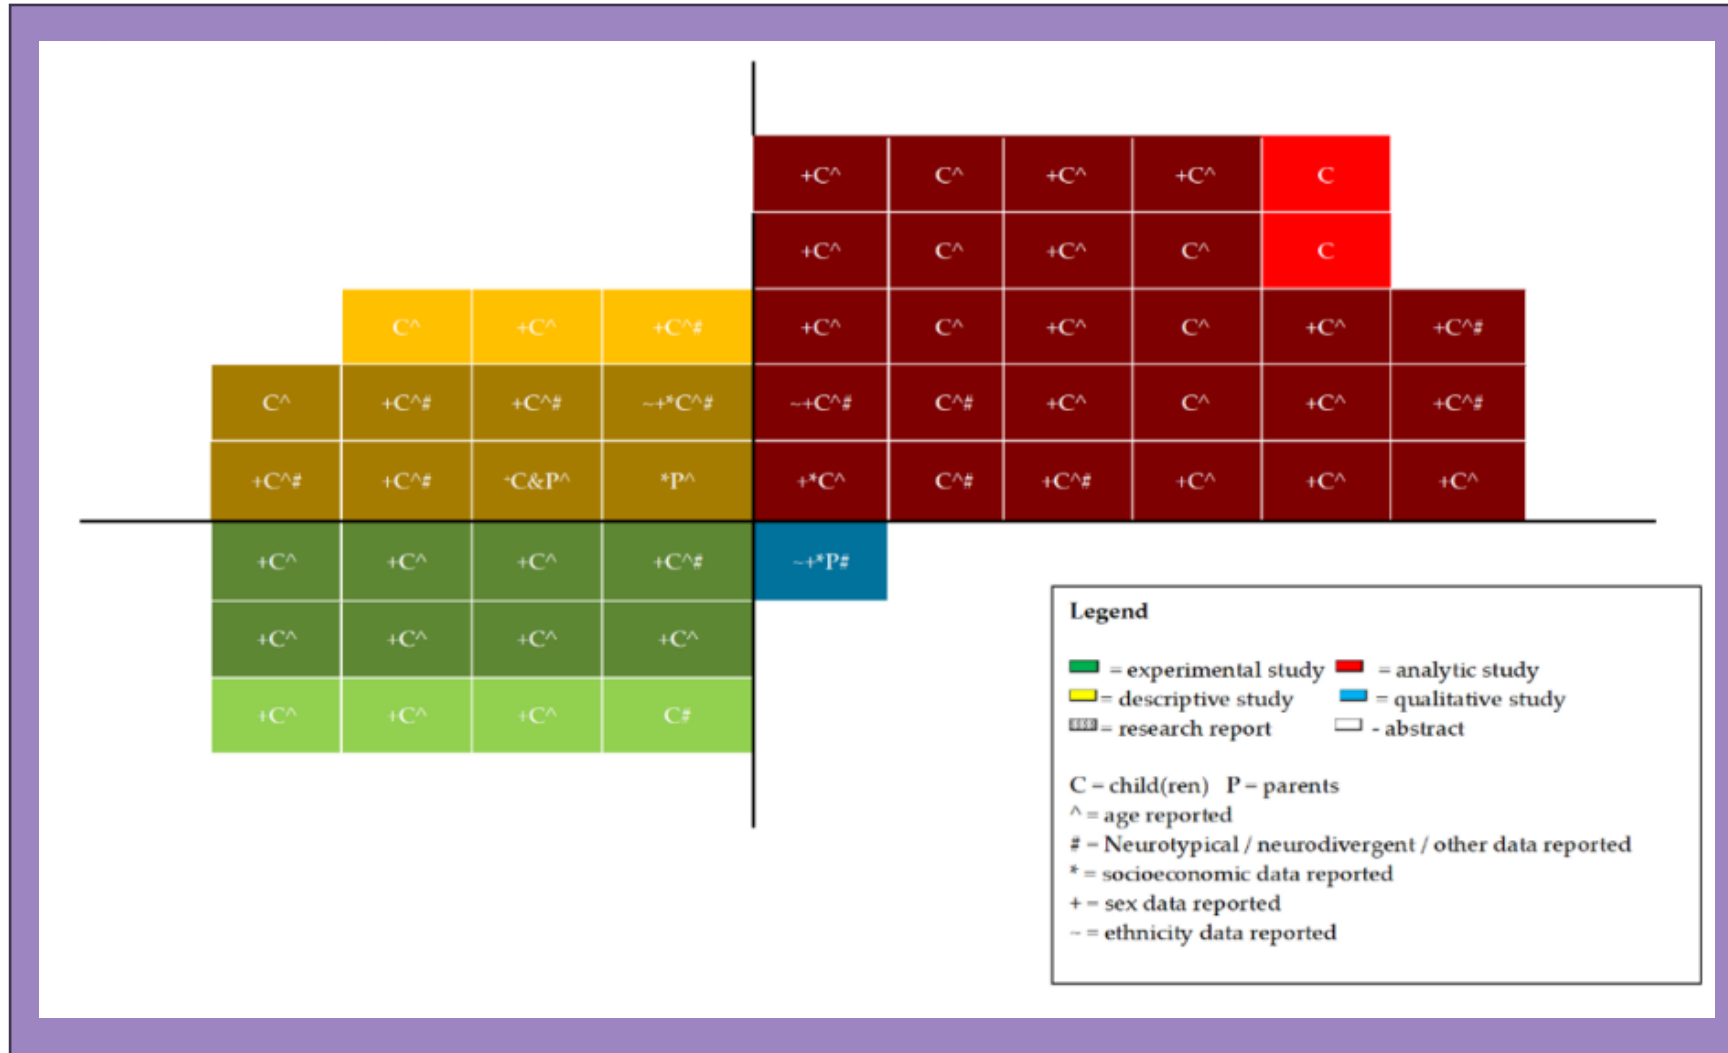 +C^ C^ +C^ +C^ C
+C^ C^ +C^ C^ C
C^ +C^ +C^# +C^ C^ +C^ C^ +C^ +C^#
C^ +C^# +C^# ~+*C^# ~+C^# C^# +C^ C^ +C^ +C^#
+C^# +C^# +C&P^ *P^ +*C^ C^# +C^# +C^ +C^ +C^
+C^ +C^ +C^ +C^# ~+*P#
+C^ +C^ +C^ +C^
+C^ +C^ +C^ C#
Legend
= experimental study = analytic study
= descriptive study = qualitative study
= research report - abstract
C = child(ren) P = parents
^ = age reported
# = Neurotypical / neurodivergent / other data reported
* = socioeconomic data reported
+ = sex data reported
~ = ethnicity data reported